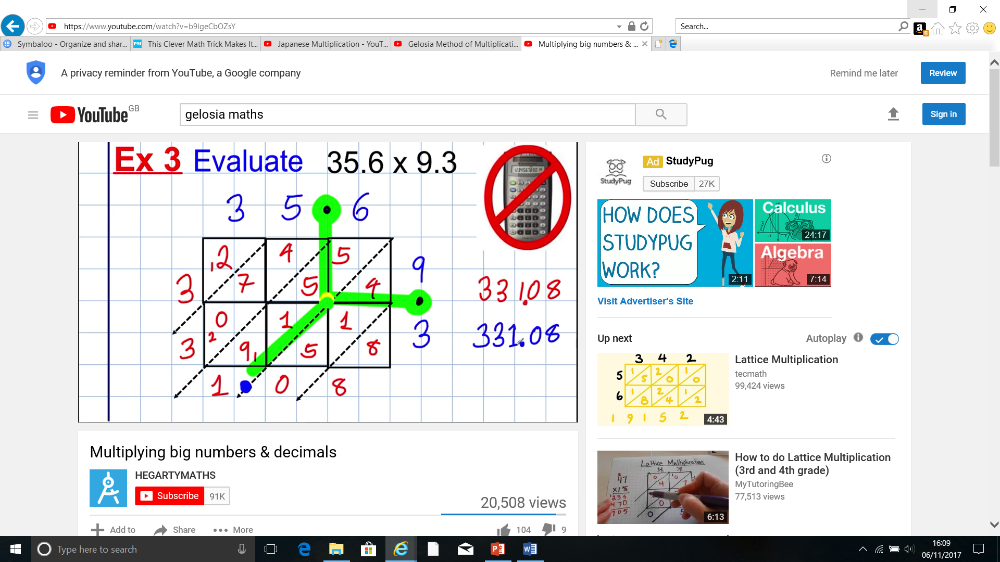 https://www.youtube.com/watch?v=b9IgeCbOZsY
Search...
Symbaloo - Organize and shar...
PM This Clever Math Trick Makes It...
Japanese Multiplication - YouT...
Gelosia Method of Multiplicati...
Multiplying big numbers & ...
A privacy reminder from YouTube, a Google company
Remind me later
Review
YouTube GB
gelosia maths
Sign in
Ex 3 Evaluate 35.6 x 9.3
3 5 . 6
1 2 4 5
9
3 7 5 4
0 1 1
3
3 2 9 1 5 8
1 . 0 8
331.08
331.08
Ad StudyPug
StudyPug
Subscribe 27K
HOW DOES STUDYPUG WORK?
2:11
Calculus
24:17
Algebra
7:14
Visit Advertiser's Site
Up next
Autoplay
3 4 2
5 1 5 2 0 1 0
6 1 8 2 4 1 2
1 9 1 5 2
4:43
Lattice Multiplication
tecmath
99,424 views
Lattice Multiplication
47
x15
235
470
705
6:13
How to do Lattice Multiplication
(3rd and 4th grade)
MyTutoringBee
77,513 views
Multiplying big numbers & decimals
HEGARTYMATHS
Subscribe 91K
20,508 views
Add to
Share
More
104
9
Type here to search
16:09
06/11/2017